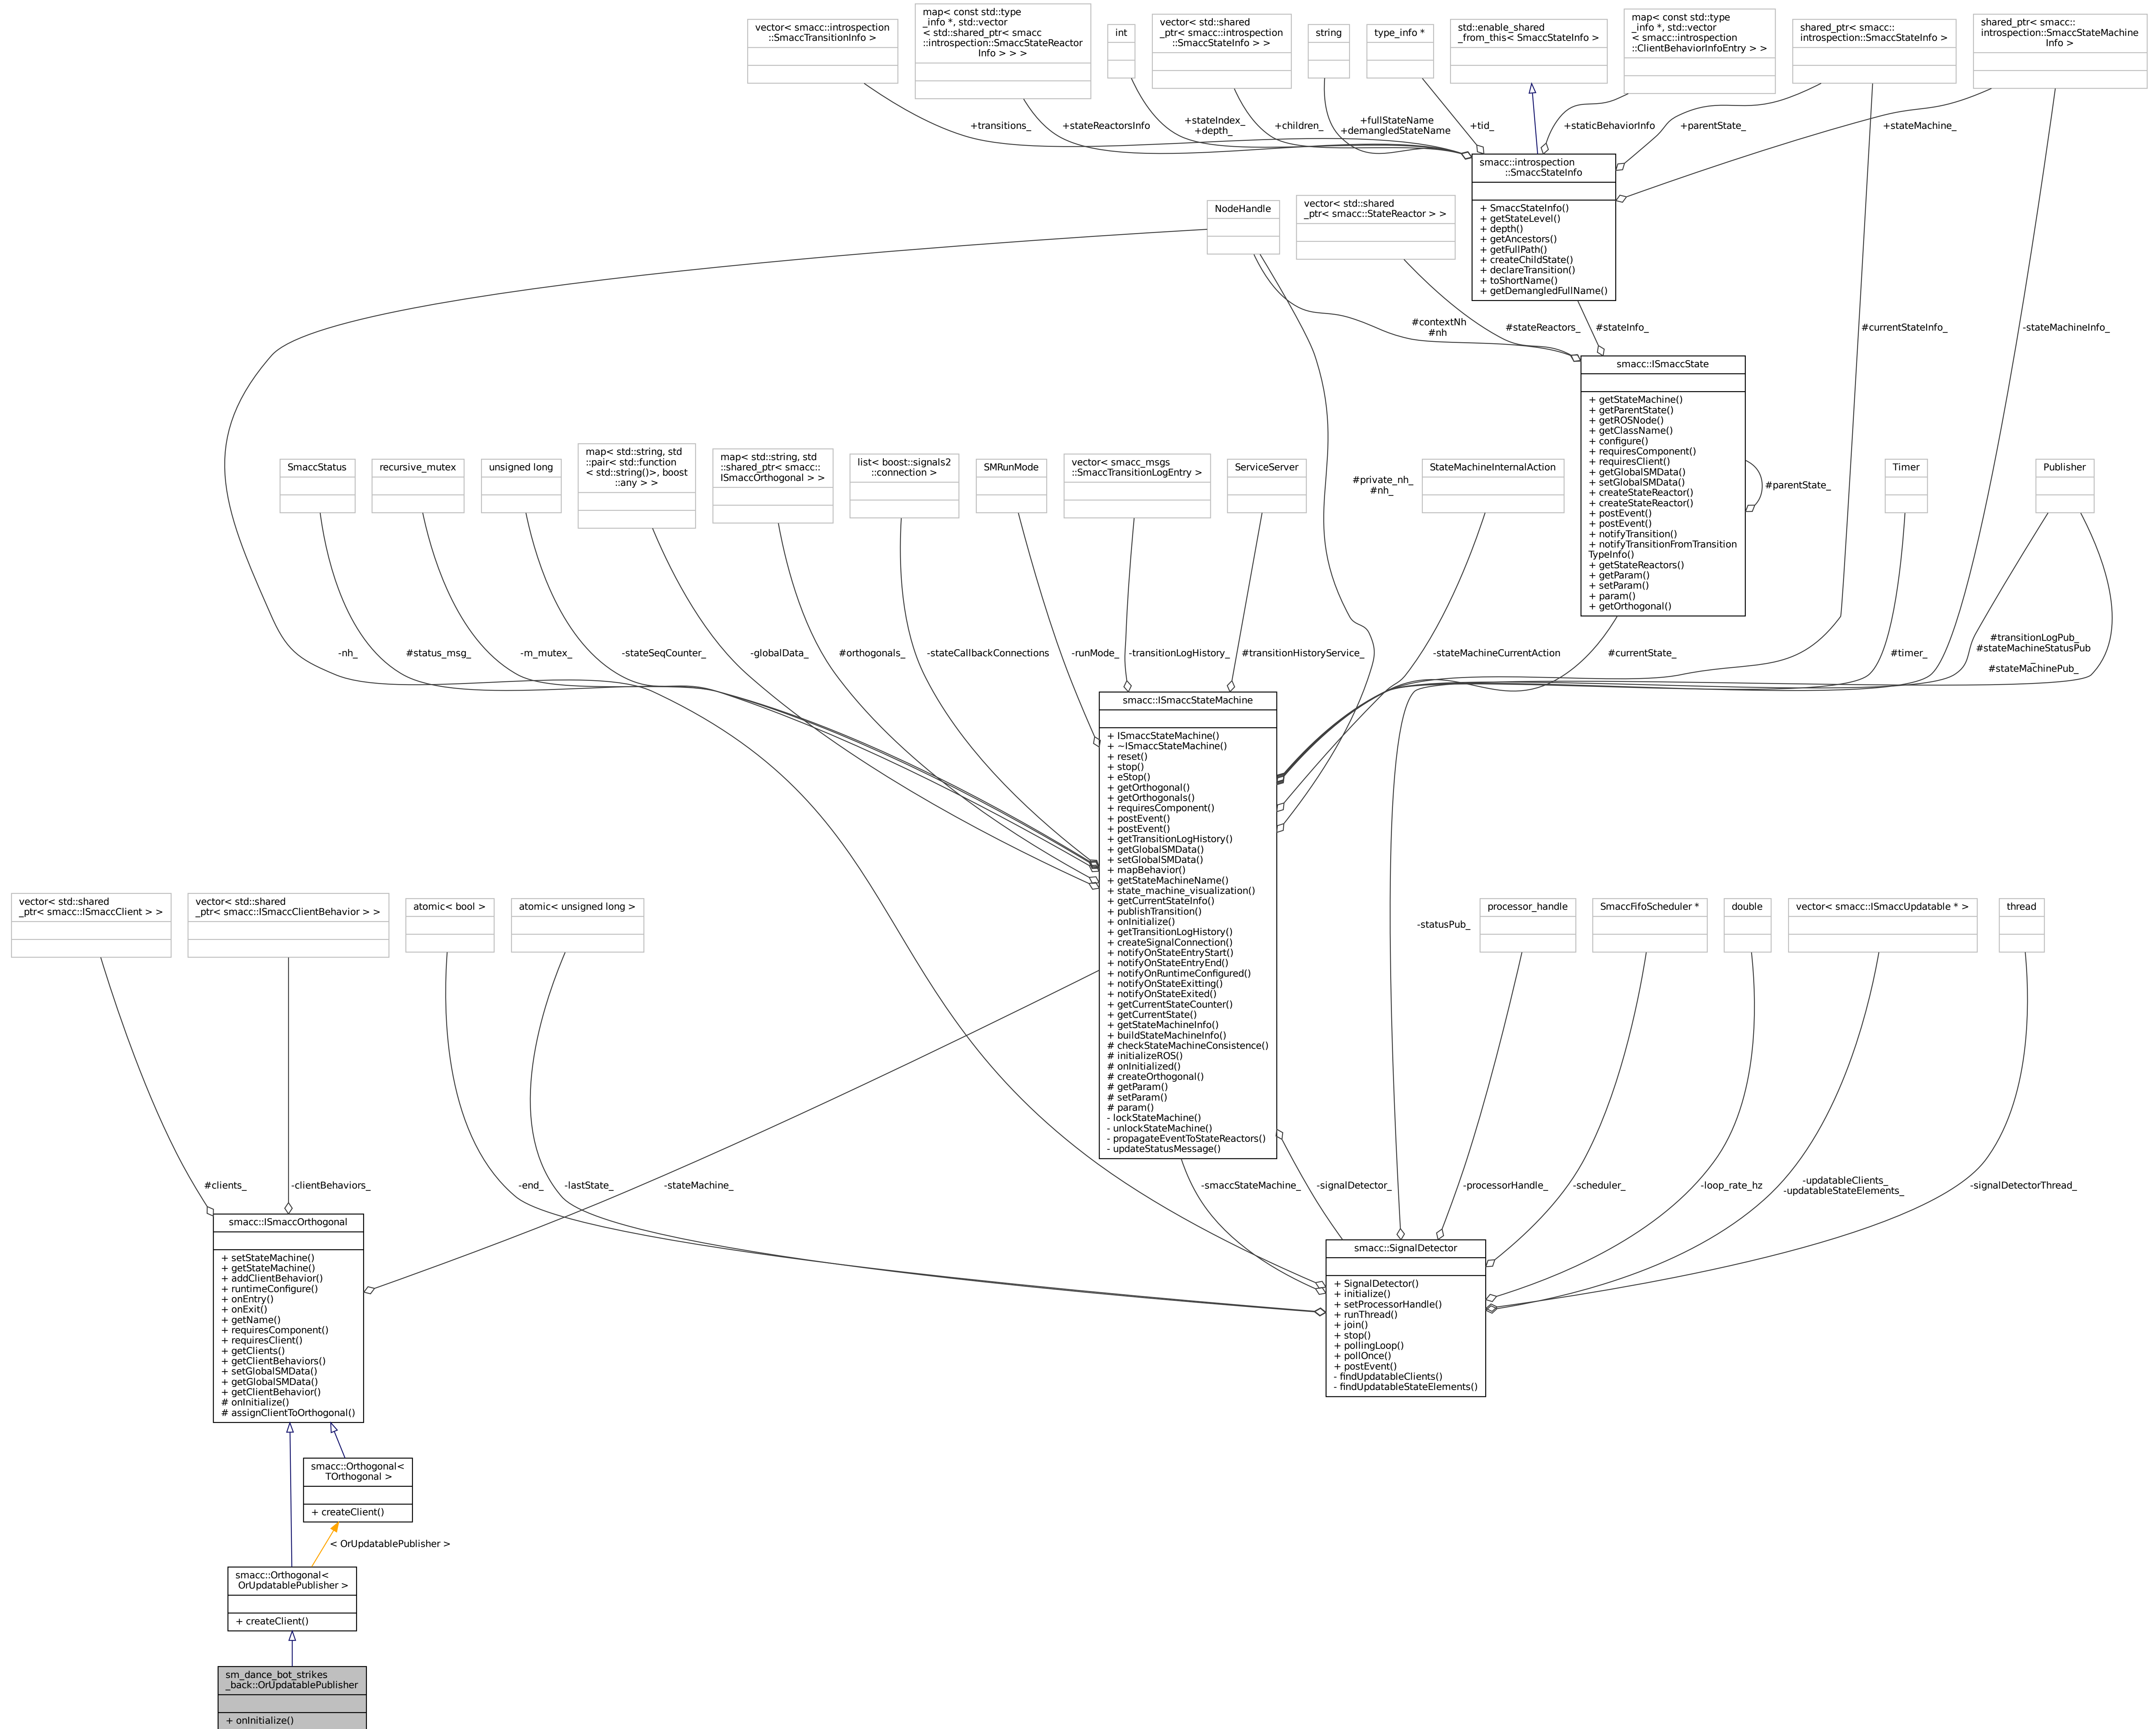 vector< smacc::introspection
::SmaccTransitionInfo >
map< const std::type
_info *, std::vector
< std::shared_ptr< smacc
::introspection::SmaccStateReactor
Info > > >
int
vector< std::shared
_ptr< smacc::introspection
::SmaccStateInfo > >
string
type_info *
std::enable_shared
_from_this< SmaccStateInfo >
map< const std::type
_info *, std::vector
< smacc::introspection
::ClientBehaviorInfoEntry > >
shared_ptr< smacc::
introspection::SmaccStateInfo >
shared_ptr< smacc::
introspection::SmaccStateMachine
Info >
+transitions_
+stateReactorsInfo
+stateIndex_
+depth_
+children_
+fullStateName
+demangledStateName
+tid_
+staticBehaviorInfo
+parentState_
+stateMachine_
smacc::introspection
::SmaccStateInfo
+ SmaccStateInfo()
+ getStateLevel()
+ depth()
+ getAncestors()
+ getFullPath()
+ createChildState()
+ declareTransition()
+ toShortName()
+ getDemangledFullName()
NodeHandle
vector< std::shared
_ptr< smacc::StateReactor > >
#contextNh
#nh
#stateReactors_
#stateInfo_
#currentStateInfo_
-stateMachineInfo_
smacc::ISmaccState
+ getStateMachine()
+ getParentState()
+ getROSNode()
+ getClassName()
+ configure()
+ requiresComponent()
+ requiresClient()
+ getGlobalSMData()
+ setGlobalSMData()
+ createStateReactor()
+ createStateReactor()
+ postEvent()
+ postEvent()
+ notifyTransition()
+ notifyTransitionFromTransition
TypeInfo()
+ getStateReactors()
+ getParam()
+ setParam()
+ param()
+ getOrthogonal()
#parentState_
SmaccStatus
recursive_mutex
unsigned long
map< std::string, std
::pair< std::function
< std::string()>, boost
::any > >
map< std::string, std
::shared_ptr< smacc::
ISmaccOrthogonal > >
list< boost::signals2
::connection >
SMRunMode
vector< smacc_msgs
::SmaccTransitionLogEntry >
ServiceServer
#private_nh_
#nh_
StateMachineInternalAction
Timer
Publisher
-nh_
#status_msg_
-m_mutex_
-stateSeqCounter_
-globalData_
#orthogonals_
-stateCallbackConnections
-runMode_
-transitionLogHistory_
#transitionHistoryService_
-stateMachineCurrentAction
#currentState_
#timer_
#transitionLogPub_
#stateMachineStatusPub
_
#stateMachinePub_
smacc::ISmaccStateMachine
+ ISmaccStateMachine()
+ ~ISmaccStateMachine()
+ reset()
+ stop()
+ eStop()
+ getOrthogonal()
+ getOrthogonals()
+ requiresComponent()
+ postEvent()
+ postEvent()
+ getTransitionLogHistory()
+ getGlobalSMData()
+ setGlobalSMData()
+ mapBehavior()
+ getStateMachineName()
+ state_machine_visualization()
+ getCurrentStateInfo()
+ publishTransition()
+ onInitialize()
+ getTransitionLogHistory()
+ createSignalConnection()
+ notifyOnStateEntryStart()
+ notifyOnStateEntryEnd()
+ notifyOnRuntimeConfigured()
+ notifyOnStateExitting()
+ notifyOnStateExited()
+ getCurrentStateCounter()
+ getCurrentState()
+ getStateMachineInfo()
+ buildStateMachineInfo()
# checkStateMachineConsistence()
# initializeROS()
# onInitialized()
# createOrthogonal()
# getParam()
# setParam()
# param()
- lockStateMachine()
- unlockStateMachine()
- propagateEventToStateReactors()
- updateStatusMessage()
vector< std::shared
_ptr< smacc::ISmaccClient > >
vector< std::shared
_ptr< smacc::ISmaccClientBehavior > >
atomic< bool >
atomic< unsigned long >
-statusPub_
processor_handle
SmaccFifoScheduler *
double
vector< smacc::ISmaccUpdatable * >
thread
#clients_
-clientBehaviors_
-end_
-lastState_
-stateMachine_
-smaccStateMachine_
-signalDetector_
-processorHandle_
-scheduler_
-loop_rate_hz
-updatableClients_
-updatableStateElements_
-signalDetectorThread_
smacc::ISmaccOrthogonal
+ setStateMachine()
+ getStateMachine()
+ addClientBehavior()
+ runtimeConfigure()
+ onEntry()
+ onExit()
+ getName()
+ requiresComponent()
+ requiresClient()
+ getClients()
+ getClientBehaviors()
+ setGlobalSMData()
+ getGlobalSMData()
+ getClientBehavior()
# onInitialize()
# assignClientToOrthogonal()
smacc::SignalDetector
+ SignalDetector()
+ initialize()
+ setProcessorHandle()
+ runThread()
+ join()
+ stop()
+ pollingLoop()
+ pollOnce()
+ postEvent()
- findUpdatableClients()
- findUpdatableStateElements()
smacc::Orthogonal<
TOrthogonal >
+ createClient()
< OrUpdatablePublisher >
smacc::Orthogonal<
OrUpdatablePublisher >
+ createClient()
sm_dance_bot_strikes
_back::OrUpdatablePublisher
+ onInitialize()